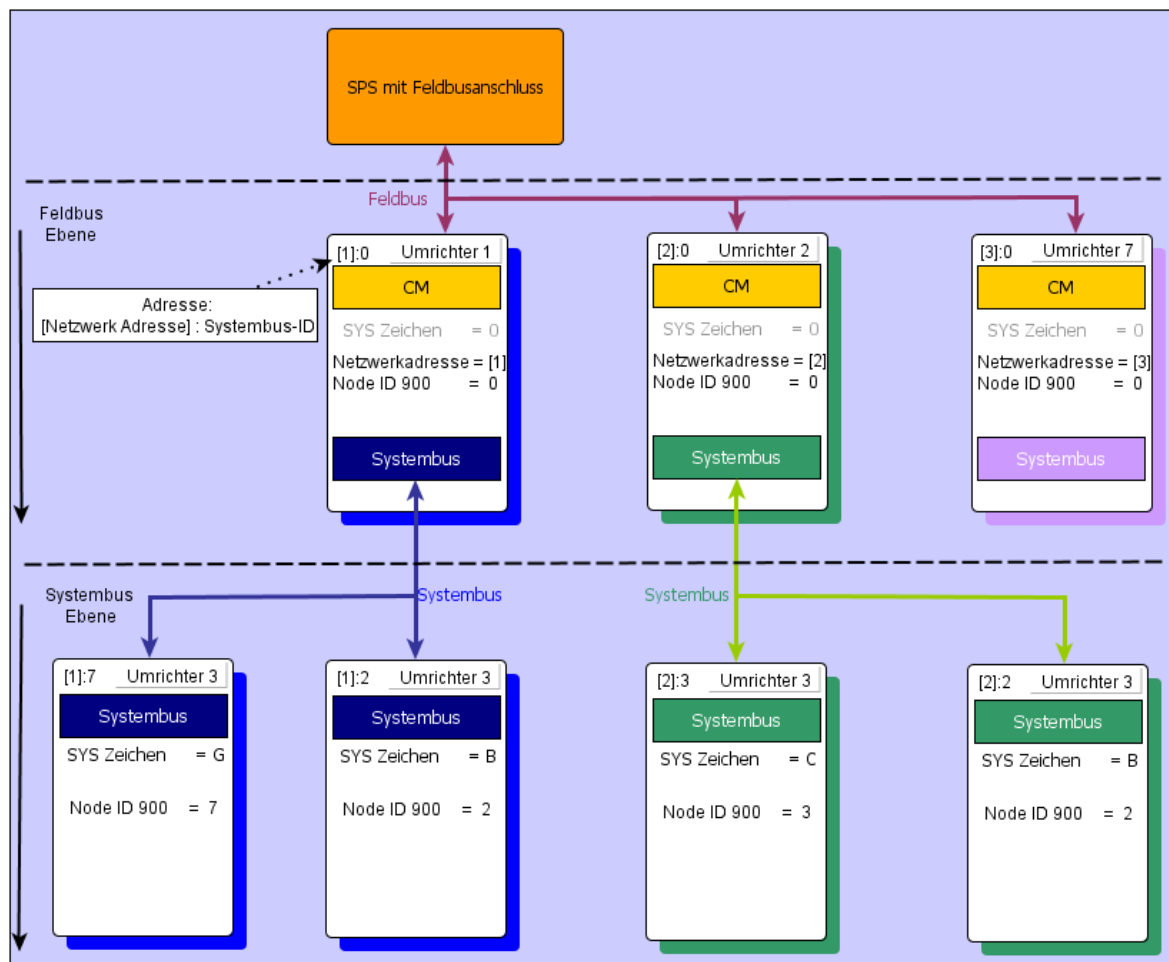 SPS mit Feldbusanschluss
Feldbus
Feldbus
Ebene
Adresse:
[Netzwerk Adresse] : Systembus-ID
[1]:0 Umrichter 1
CM
SYS Zeichen = 0
Netzwerkadresse = [1]
Node ID 900 = 0
Systembus
[2]:0 Umrichter 2
CM
SYS Zeichen = 0
Netzwerkadresse = [2]
Node ID 900 = 0
Systembus
[3]:0 Umrichter 7
CM
SYS Zeichen = 0
Netzwerkadresse = [3]
Node ID 900 = 0
Systembus
Systembus
Ebene
Systembus
Systembus
[1]:7 Umrichter 3
Systembus
SYS Zeichen = G
Node ID 900 = 7
[1]:2 Umrichter 3
Systembus
SYS Zeichen = B
Node ID 900 = 2
[2]:3 Umrichter 3
Systembus
SYS Zeichen = C
Node ID 900 = 3
[2]:2 Umrichter 3
Systembus
SYS Zeichen = B
Node ID 900 = 2